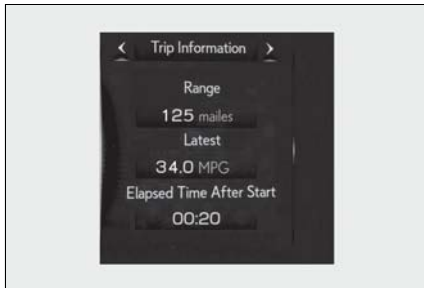 < Trip Information >
Range
125 mailes
Latest
34.0 MPG
Elapsed Time After Start
00:20